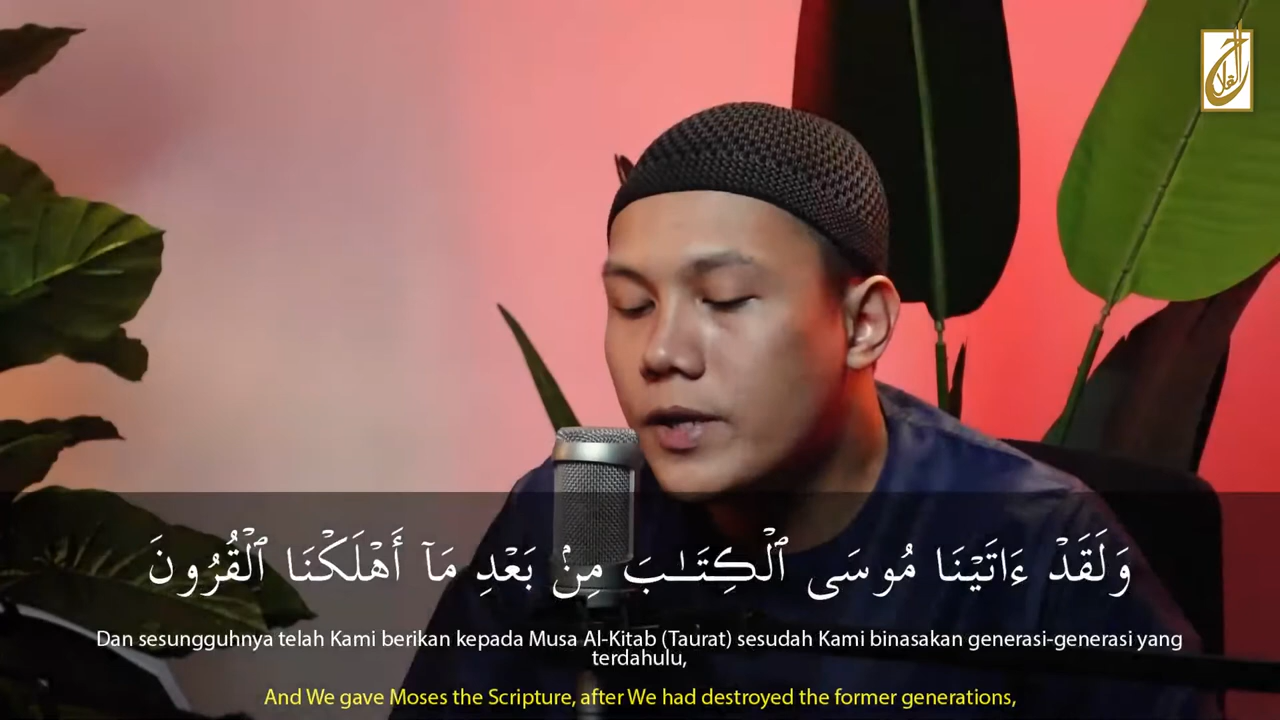 وَلَقَدْ ءَاتَيْنَا مُوسَى ٱلْكِتَـٰبَ مِنۢ بَعْدِ مَآ أَهْلَكْنَا ٱلْقُرُونَ
Dan sesungguhnya telah Kami berikan kepada Musa Al-Kitab (Taurat) sesudah Kami binasakan generasi-generasi yang
terdahulu,
And We gave Moses the Scripture, after We had destroyed the former generations,